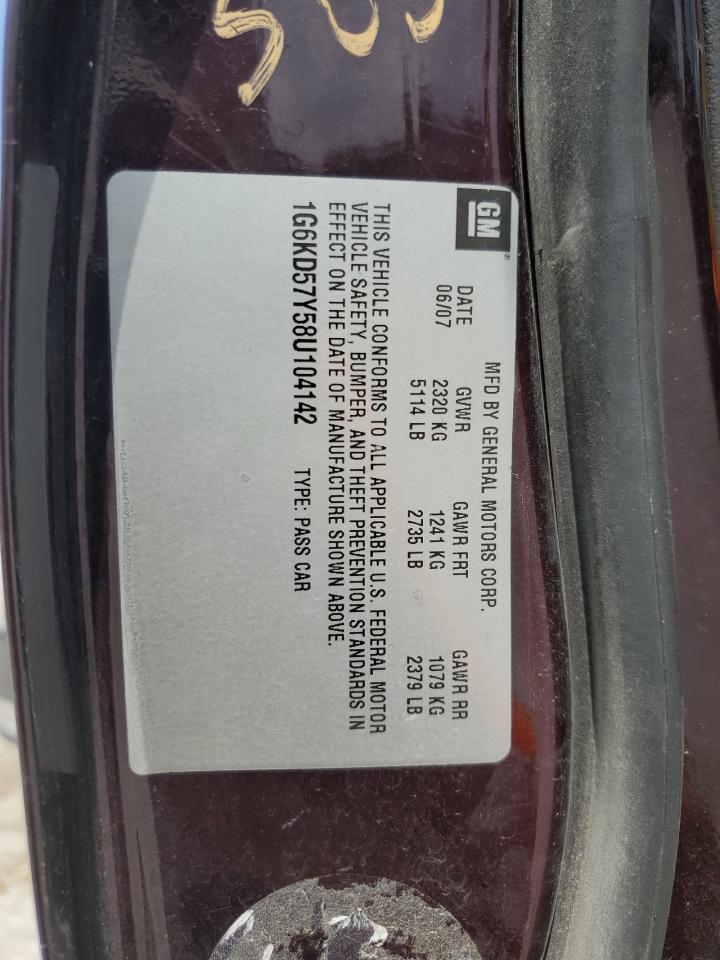 GM
MFD BY GENERAL MOTORS CORP.
DATE GVWR GAWR FRT GAWR RR
06/07 2320 KG 1241 KG 1079 KG
5114 LB 2735 LB 2379 LB
THIS VEHICLE CONFORMS TO ALL APPLICABLE U.S. FEDERAL MOTOR
VEHICLE SAFETY, BUMPER, AND THEFT PREVENTION STANDARDS IN
EFFECT ON THE DATE OF MANUFACTURE SHOWN ABOVE.
1G6KD57Y58U104142 TYPE: PASS CAR